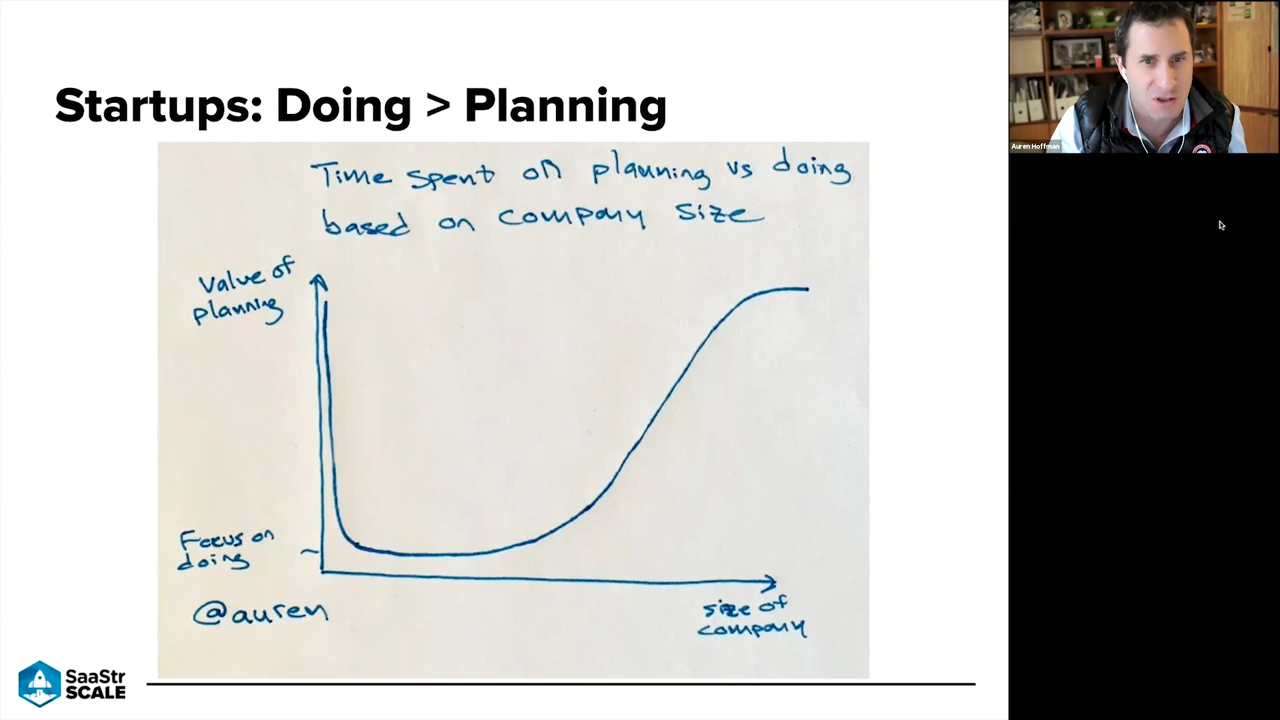 Startups: Doing > Planning
Time spent on planning vs doing
based on company size
Value of
planning
Focus on
doing
@auren
size of
company
SaaStr
SCALE
Auren Hoffman